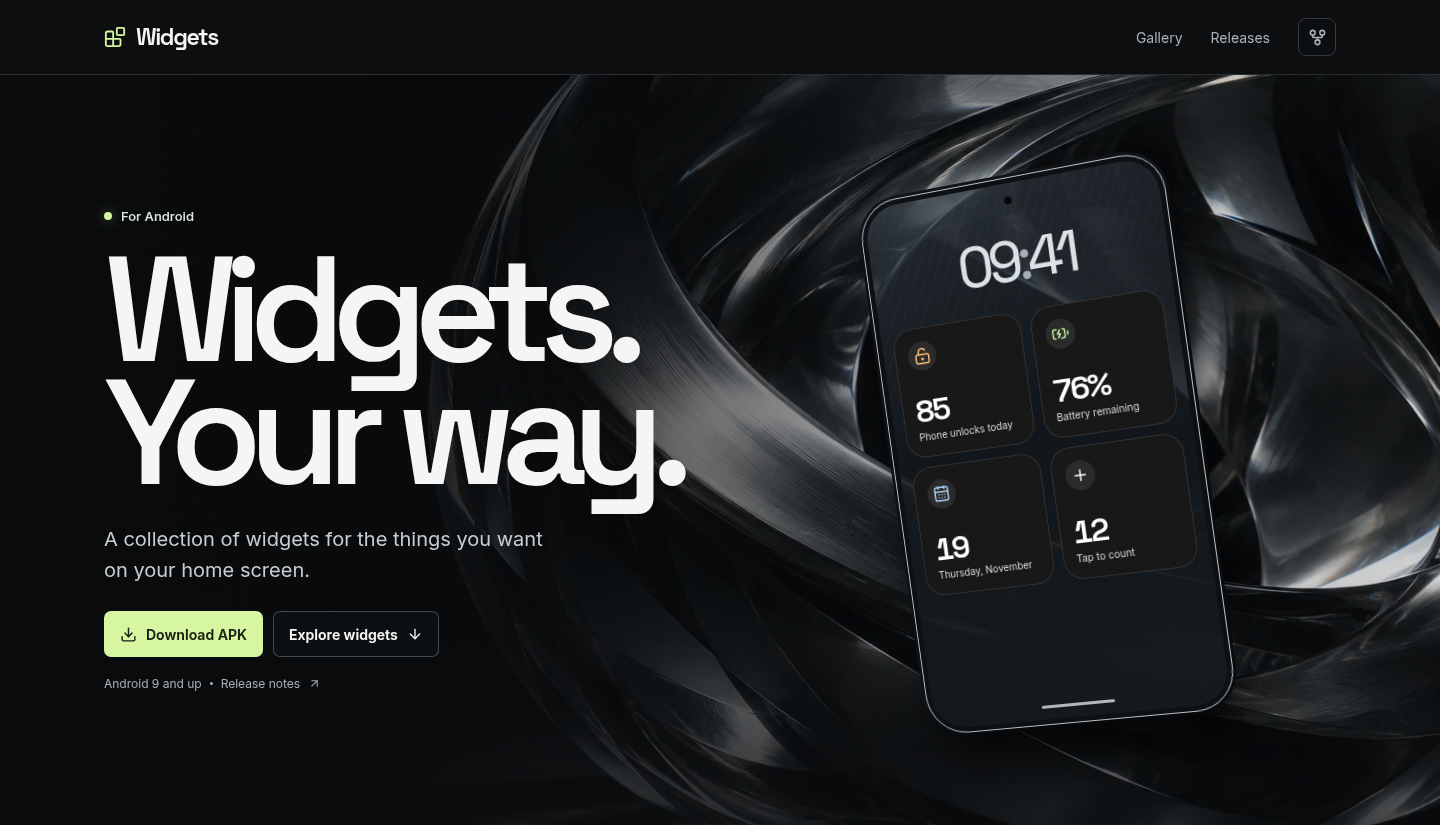 Widgets
Gallery
Releases
For Android
Widgets.
Your way.
A collection of widgets for the things you want
on your home screen.
Download APK
Explore widgets
Android 9 and up • Release notes
09:41
85
Phone unlocks today
76%
Battery remaining
19
Thursday, November
12
Tap to count